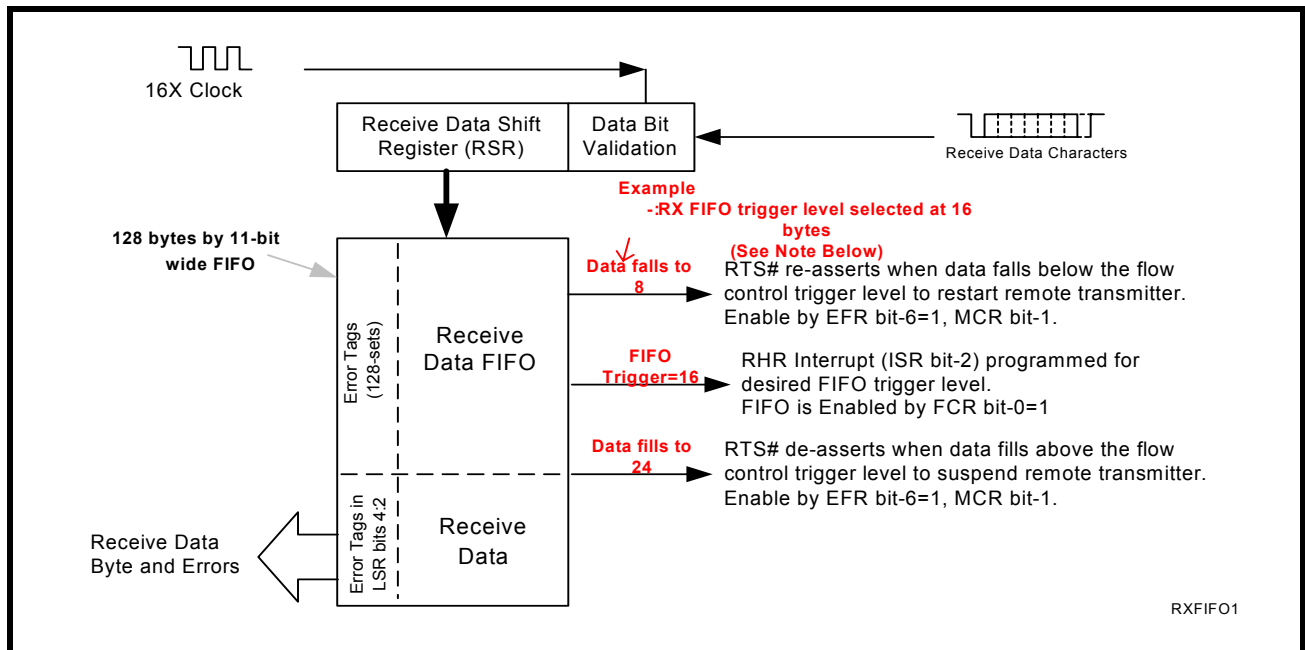 16X Clock
Receive Data Shift
Register (RSR)
Data Bit
Validation
Receive Data Characters
Example
-:RX FIFO trigger level selected at 16
bytes
(See Note Below)
128 bytes by 11-bit
wide FIFO
Error Tags
(128-sets)
Receive
Data FIFO
Data falls to
8
RTS# re-asserts when data falls below the flow
control trigger level to restart remote transmitter.
Enable by EFR bit-6=1, MCR bit-1.
FIFO
Trigger=16
RHR Interrupt (ISR bit-2) programmed for
desired FIFO trigger level.
FIFO is Enabled by FCR bit-0=1
Data fills to
24
RTS# de-asserts when data fills above the flow
control trigger level to suspend remote transmitter.
Enable by EFR bit-6=1, MCR bit-1.
Error Tags in
LSR bits 4:2
Receive
Data
Receive Data
Byte and Errors
RXFIFO1